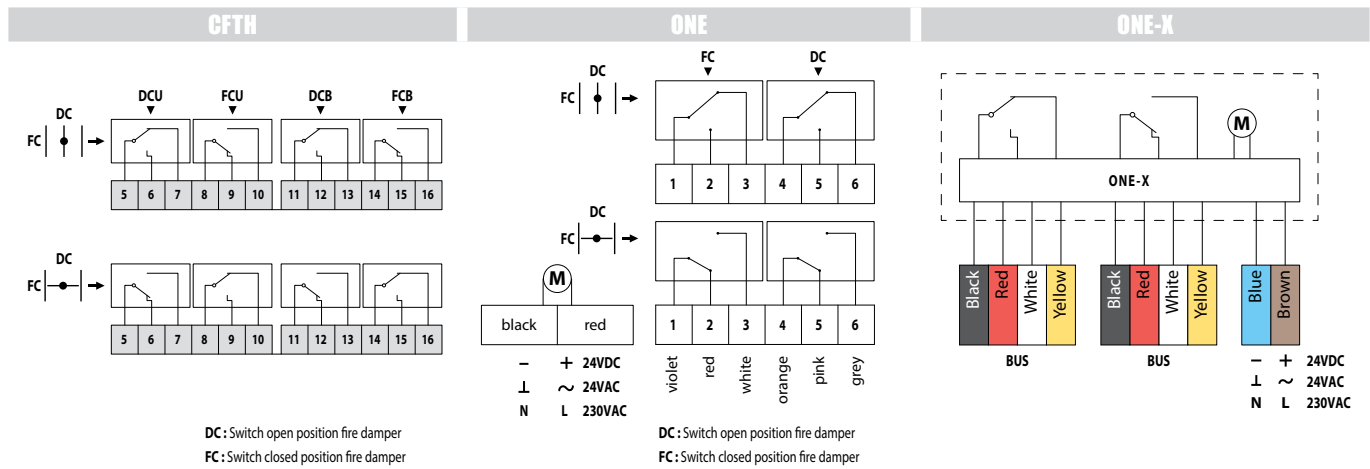 CFTH
DC
FC
DCU FCU DCB FCB
5 6 7 8 9 10 11 12 13 14 15 16
DC
FC
5 6 7 8 9 10 11 12 13 14 15 16
DC : Switch open position fire damper
FC : Switch closed position fire damper
ONE
DC
FC
FC DC
1 2 3 4 5 6
DC
FC
M
black red
1 2 3 4 5 6
violet red white orange pink grey
− + 24VDC
⊥ ~ 24VAC
N L 230VAC
DC : Switch open position fire damper
FC : Switch closed position fire damper
ONE-X
M
ONE-X
Black Red White Yellow Black Red White Yellow Blue Brown
BUS BUS
− + 24VDC
⊥ ~ 24VAC
N L 230VAC